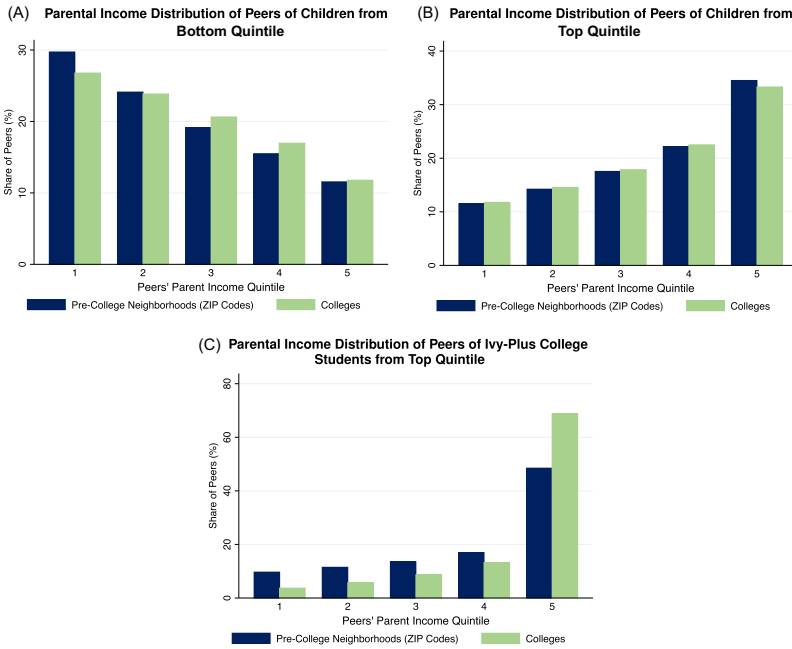 (A) Parental Income Distribution of Peers of Children from
Bottom Quintile
Share of Peers (%)
30
20
10
0
1 2 3 4 5
Peers' Parent Income Quintile
Pre-College Neighborhoods (ZIP Codes) Colleges
(B) Parental Income Distribution of Peers of Children from
Top Quintile
Share of Peers (%)
40
30
20
10
0
1 2 3 4 5
Peers' Parent Income Quintile
Pre-College Neighborhoods (ZIP Codes) Colleges
(C) Parental Income Distribution of Peers of Ivy-Plus College
Students from Top Quintile
Share of Peers (%)
80
60
40
20
0
1 2 3 4 5
Peers' Parent Income Quintile
Pre-College Neighborhoods (ZIP Codes) Colleges